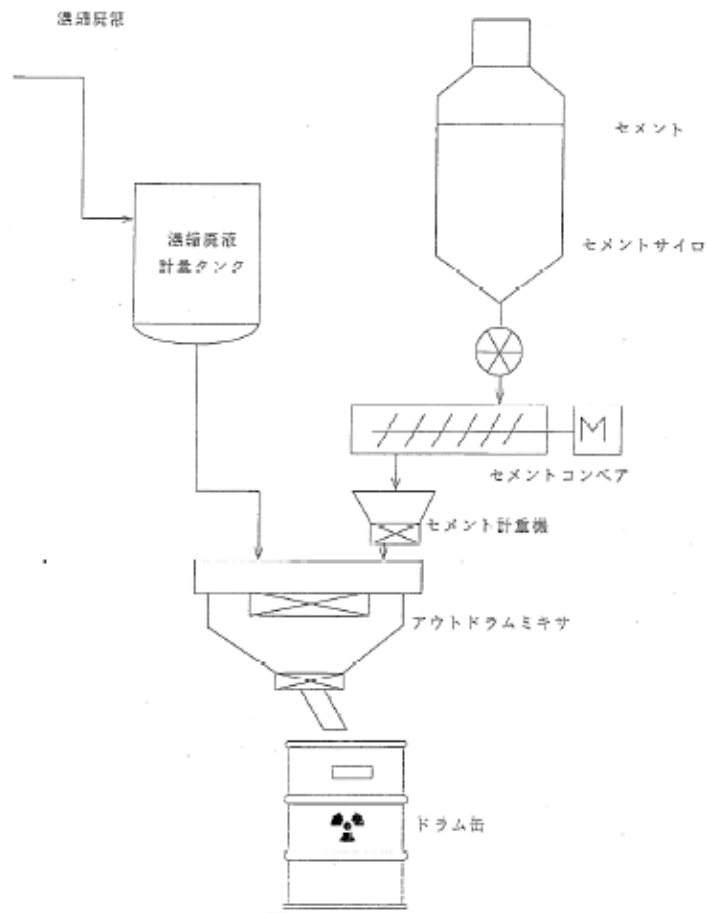 濃縮廃液
セメント
濃縮廃液
計量タンク
セメントサイロ
M
セメントコンベア
セメント計重機
アウトドラムミキサ
ドラム缶